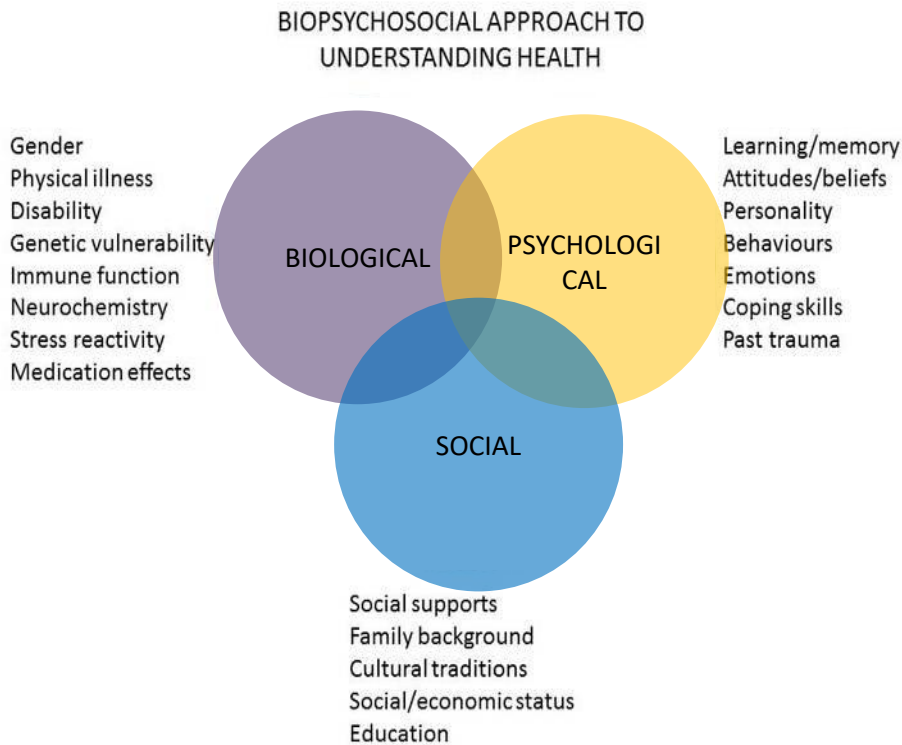 BIOPSYCHOSOCIAL APPROACH TO
UNDERSTANDING HEALTH
Gender
Physical illness
Disability
Genetic vulnerability
Immune function
Neurochemistry
Stress reactivity
Medication effects
BIOLOGICAL
PSYCHOLOGI
CAL
Learning/memory
Attitudes/beliefs
Personality
Behaviours
Emotions
Coping skills
Past trauma
SOCIAL
Social supports
Family background
Cultural traditions
Social/economic status
Education